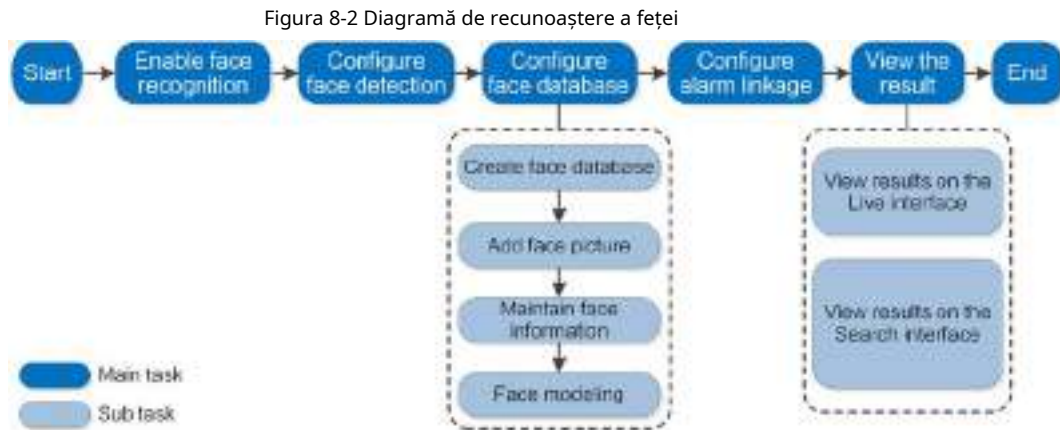 Figura 8-2 Diagramă de recunoaștere a feței
Start
Enable face
recognition
Configure
face detection
Configure
face database
Configure
alarm linkage
View the
result
End
Create face database
Add face picture
Maintain face
information
Face modeling
View results on the
Live interface
View results on the
Search interface
Main task
Sub task